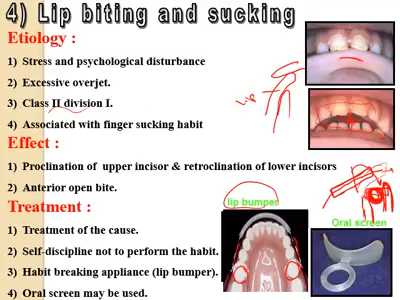 4) Lip biting and sucking
Etiology :
1) Stress and psychological disturbance
2) Excessive overjet.
3) Class II division I.
4) Associated with finger sucking habit
Lip
Effect :
1) Proclination of upper incisor & retroclination of lower incisors
2) Anterior open bite.
Treatment :
1) Treatment of the cause.
2) Self-discipline not to perform the habit.
3) Habit breaking appliance (lip bumper).
4) Oral screen may be used.
lip bumper
Oral screen